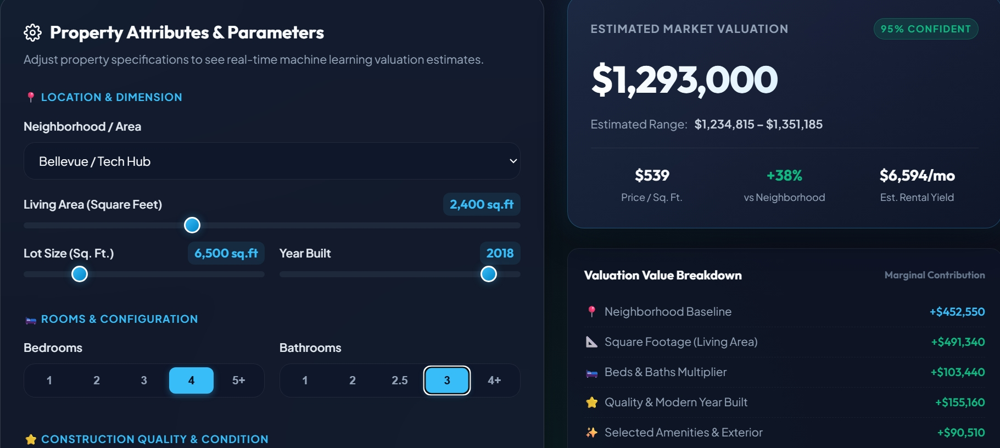 Property Attributes & Parameters
Adjust property specifications to see real-time machine learning valuation estimates.
LOCATION & DIMENSION
Neighborhood / Area
Bellevue / Tech Hub
Living Area (Square Feet) 2,400 sq.ft
Lot Size (Sq. Ft.) 6,500 sq.ft Year Built 2018
ROOMS & CONFIGURATION
Bedrooms Bathrooms
1 2 3 4 5+ 1 2 2.5 3 4+
CONSTRUCTION QUALITY & CONDITION
ESTIMATED MARKET VALUATION 95% CONFIDENT
$1,293,000
Estimated Range: $1,234,815 – $1,351,185
$539 +38% $6,594/mo
Price / Sq. Ft. vs Neighborhood Est. Rental Yield
Valuation Value Breakdown Marginal Contribution
Neighborhood Baseline +$452,550
Square Footage (Living Area) +$491,340
Beds & Baths Multiplier +$103,440
Quality & Modern Year Built +$155,160
Selected Amenities & Exterior +$90,510